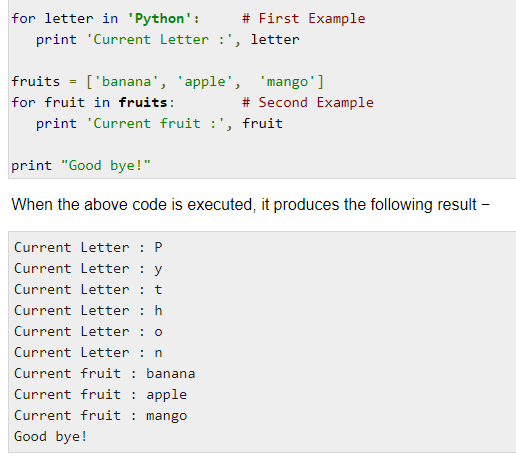 for letter in 'Python':     # First Example
   print 'Current Letter :', letter

fruits = ['banana', 'apple',  'mango']
for fruit in fruits:        # Second Example
   print 'Current fruit :', fruit

print "Good bye!"
When the above code is executed, it produces the following result −
Current Letter : P
Current Letter : y
Current Letter : t
Current Letter : h
Current Letter : o
Current Letter : n
Current fruit : banana
Current fruit : apple
Current fruit : mango
Good bye!